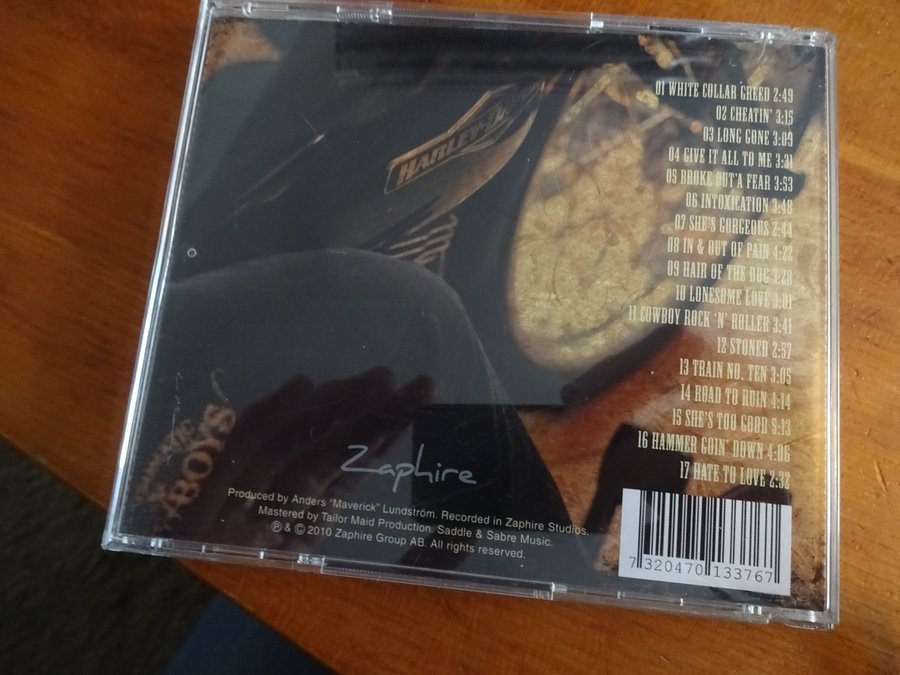 HARLEY-D
01 WHITE COLLAR GREED 2:49
02 CHEATIN' 3:15
03 LONG GONE 3:09
04 GIVE IT ALL TO ME 3:31
05 BROKE OUT'A FEAR 3:53
06 INTOXICATION 3:48
07 SHE'S GORGEOUS 2:44
08 IN & OUT OF PAIN 4:22
09 HAIR OF THE DOG 3:28
10 LONESOME LOVE 3:01
11 COWBOY ROCK 'N' ROLLER 3:41
12 STONED 2:57
13 TRAIN NO. TEN 3:05
14 ROAD TO RUIN 4:14
15 SHE'S TOO GOOD 5:13
16 HAMMER GOIN' DOWN 4:06
17 HATE TO LOVE 2:32
BOYS
Zaphire
Produced by Anders "Maverick" Lundström. Recorded in Zaphire Studios.
Mastered by Tailor Maid Production. Saddle & Sabre Music.
℗ & © 2010 Zaphire Group AB. All rights reserved.
7 320470 133767